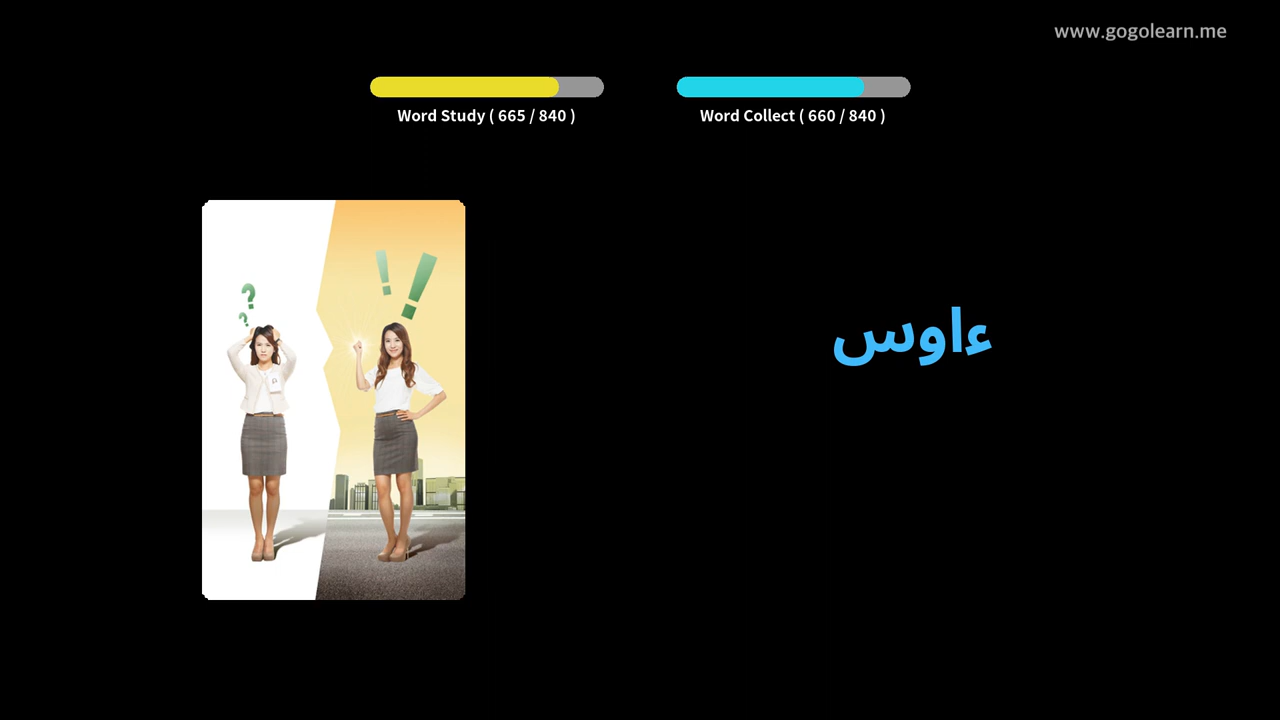 www.gogolearn.me
Word Study ( 665 / 840 )
Word Collect ( 660 / 840 )
? ?
! !
ءاوس